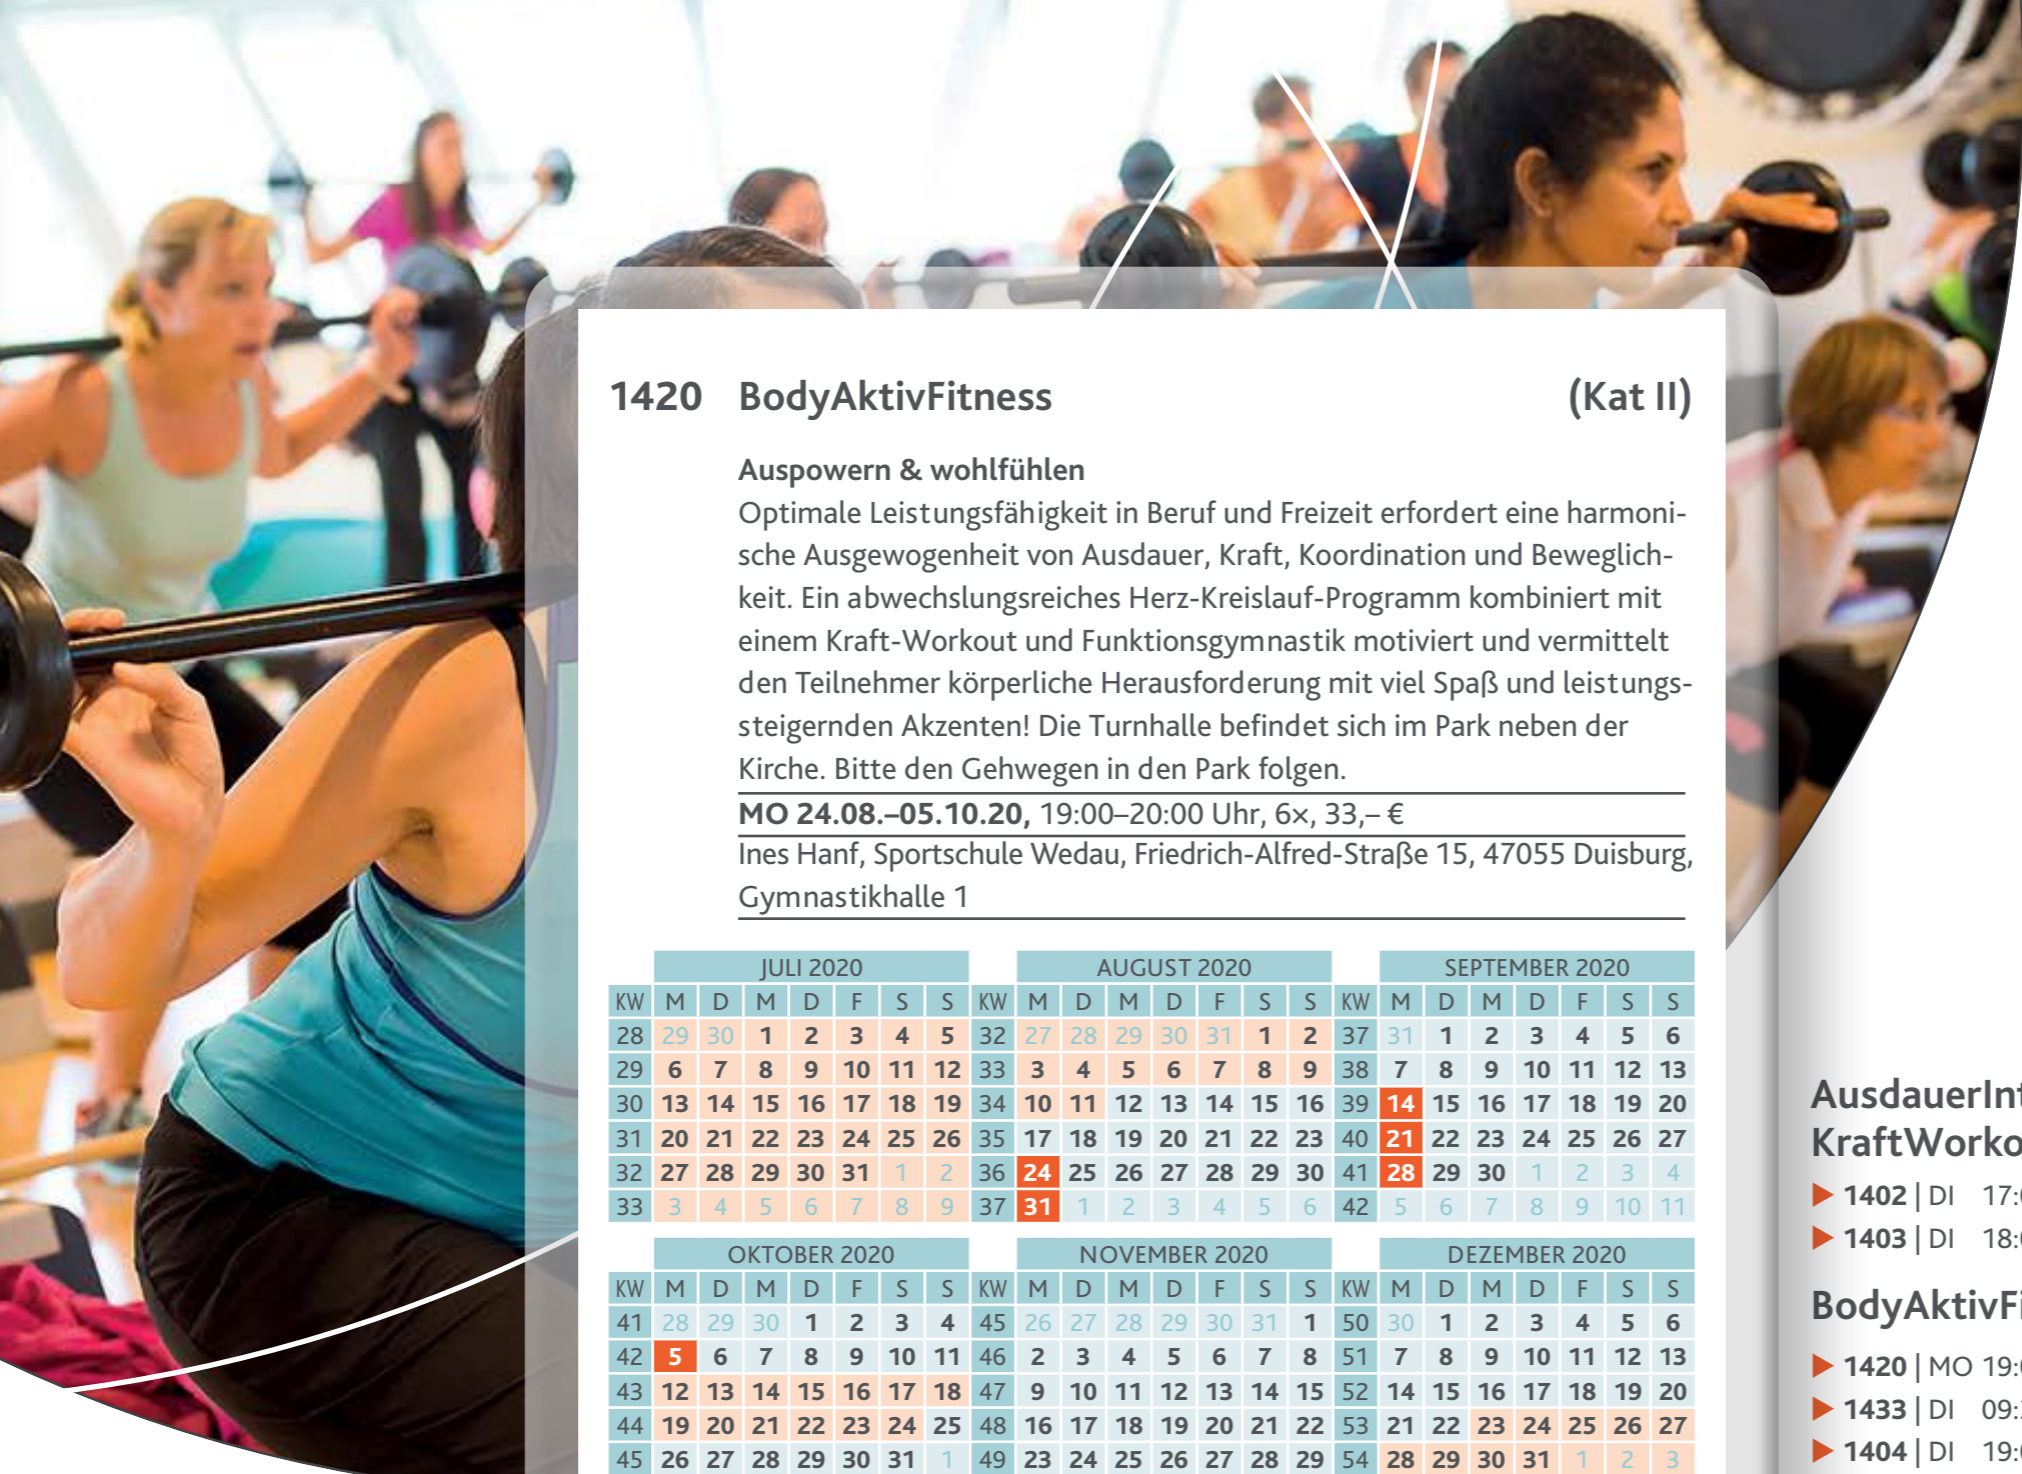 1420 BodyAktivFitness (Kat II)
Auspowern & wohlfühlen
Optimale Leistungsfähigkeit in Beruf und Freizeit erfordert eine harmoni-
sche Ausgewogenheit von Ausdauer, Kraft, Koordination und Beweglich-
keit. Ein abwechslungsreiches Herz-Kreislauf-Programm kombiniert mit
einem Kraft-Workout und Funktionsgymnastik motiviert und vermittelt
den Teilnehmer körperliche Herausforderung mit viel Spaß und leistungs-
steigernden Akzenten! Die Turnhalle befindet sich im Park neben der
Kirche. Bitte den Gehwegen in den Park folgen.
MO 24.08.–05.10.20, 19:00–20:00 Uhr, 6×, 33,– €
Ines Hanf, Sportschule Wedau, Friedrich-Alfred-Straße 15, 47055 Duisburg,
Gymnastikhalle 1
JULI 2020 AUGUST 2020 SEPTEMBER 2020
KW M D M D F S S KW M D M D F S S KW M D M D F S S
28 29 30 1 2 3 4 5 32 27 28 29 30 31 1 2 37 31 1 2 3 4 5 6
29 6 7 8 9 10 11 12 33 3 4 5 6 7 8 9 38 7 8 9 10 11 12 13
30 13 14 15 16 17 18 19 34 10 11 12 13 14 15 16 39 14 15 16 17 18 19 20
31 20 21 22 23 24 25 26 35 17 18 19 20 21 22 23 40 21 22 23 24 25 26 27
32 27 28 29 30 31 1 2 36 24 25 26 27 28 29 30 41 28 29 30 1 2 3 4
33 3 4 5 6 7 8 9 37 31 1 2 3 4 5 6 42 5 6 7 8 9 10 11
OKTOBER 2020 NOVEMBER 2020 DEZEMBER 2020
KW M D M D F S S KW M D M D F S S KW M D M D F S S
41 28 29 30 1 2 3 4 45 26 27 28 29 30 31 1 50 30 1 2 3 4 5 6
42 5 6 7 8 9 10 11 46 2 3 4 5 6 7 8 51 7 8 9 10 11 12 13
43 12 13 14 15 16 17 18 47 9 10 11 12 13 14 15 52 14 15 16 17 18 19 20
44 19 20 21 22 23 24 25 48 16 17 18 19 20 21 22 53 21 22 23 24 25 26 27
45 26 27 28 29 30 31 1 49 23 24 25 26 27 28 29 54 28 29 30 31 1 2 3
AusdauerInt
KraftWorko
1402 | DI 17:0
1403 | DI 18:0
BodyAktivFi
1420 | MO 19:0
1433 | DI 09:
1404 | DI 19:0